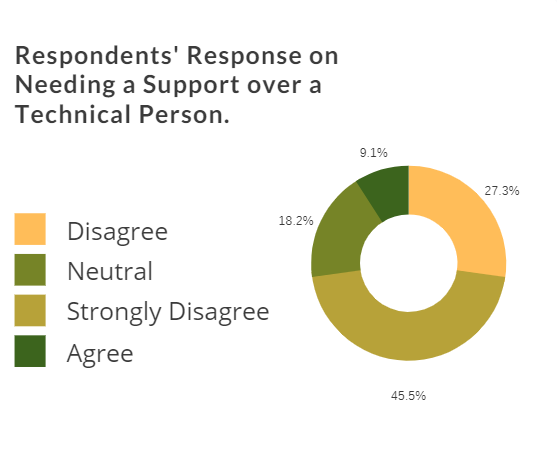 Respondents' Response on
Needing a Support over a
Technical Person.
9.1%
27.3%
18.2%
Disagree
Neutral
Strongly Disagree
Agree
45.5%